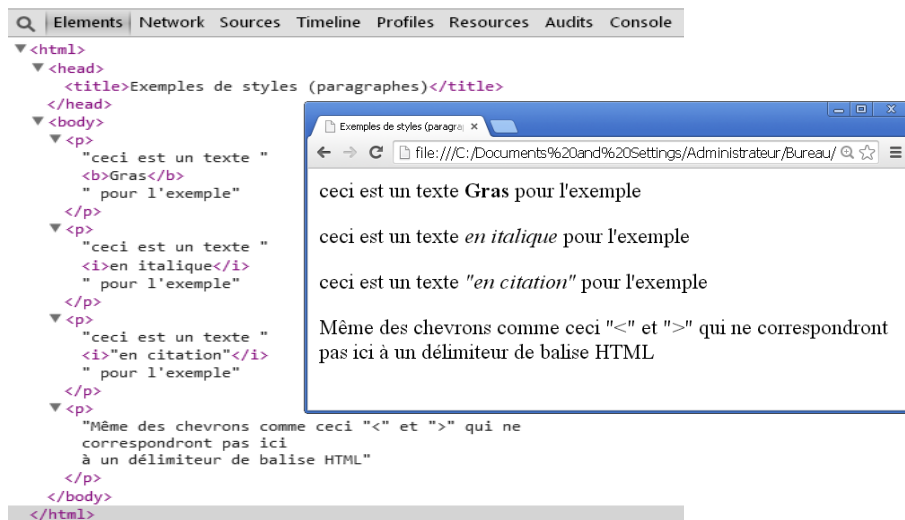 Elements Network Sources Timeline Profiles Resources Audits Console
<html>
<head>
<title>Exemples de styles (paragraphes)</title>
</head>
<body>
<p>
"ceci est un texte "
<b>Gras</b>
" pour l'exemple"
</p>
<p>
"ceci est un texte "
<i>en italique</i>
" pour l'exemple"
</p>
<p>
"ceci est un texte "
<i>"en citation"</i>
" pour l'exemple"
</p>
<p>
"Même des chevrons comme ceci "<" et ">" qui ne
correspondront pas ici
à un délimiteur de balise HTML"
</p>
</body>
</html>
Exemples de styles (paragra
file:///C:/Documents%20and%20Settings/Administrateur/Bureau/
ceci est un texte Gras pour l'exemple
ceci est un texte en italique pour l'exemple
ceci est un texte "en citation" pour l'exemple
Même des chevrons comme ceci "<" et ">" qui ne correspondront
pas ici à un délimiteur de balise HTML